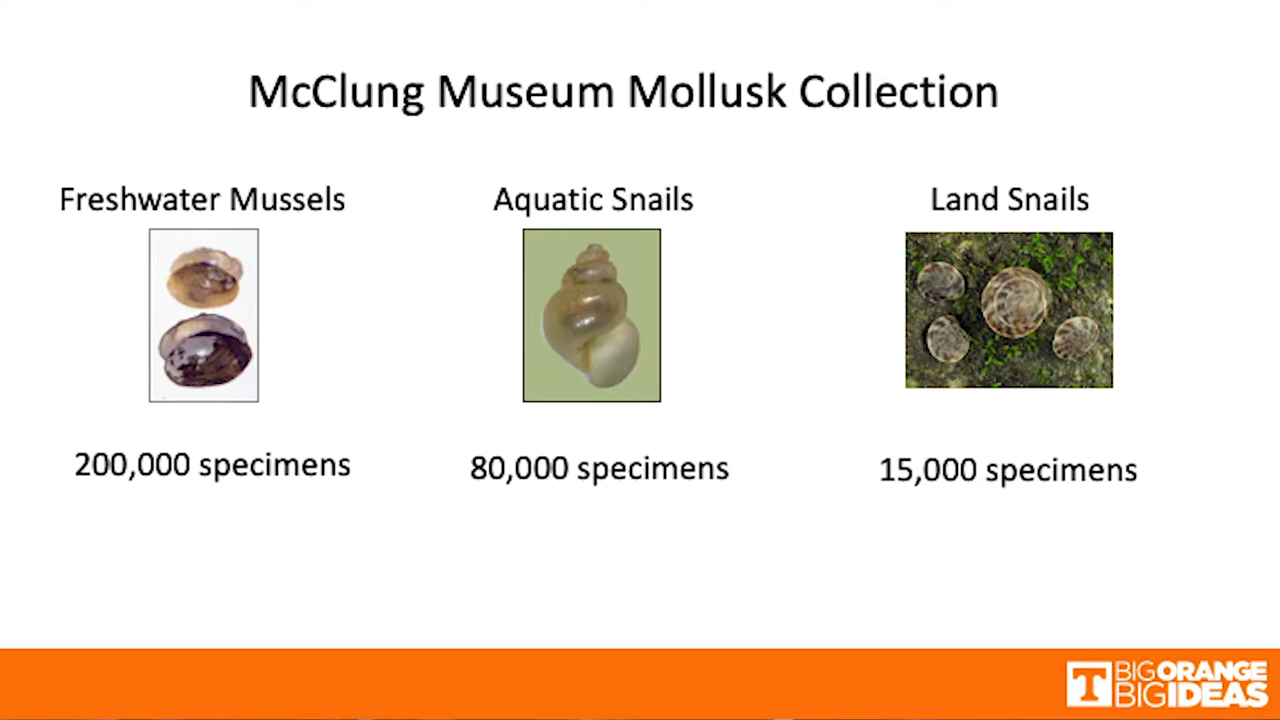 McClung Museum Mollusk Collection
Freshwater Mussels
Aquatic Snails
Land Snails
200,000 specimens
80,000 specimens
15,000 specimens
T BIG ORANGE
BIG IDEAS